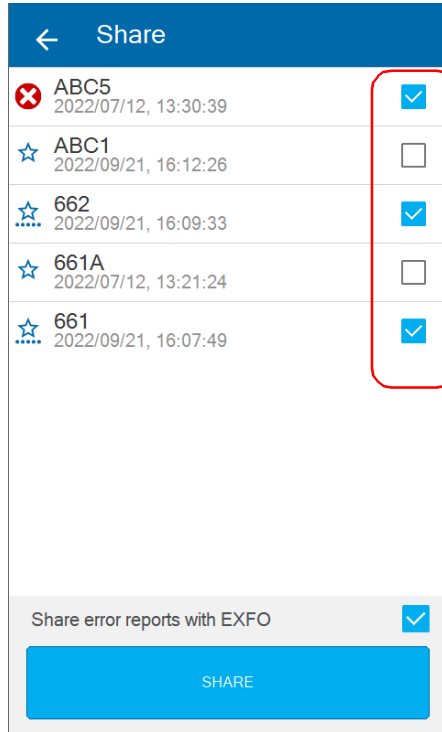 Share
ABC5
2022/07/12, 13:30:39
ABC1
2022/09/21, 16:12:26
662
2022/09/21, 16:09:33
661A
2022/07/12, 13:21:24
661
2022/09/21, 16:07:49
Share error reports with EXFO
SHARE